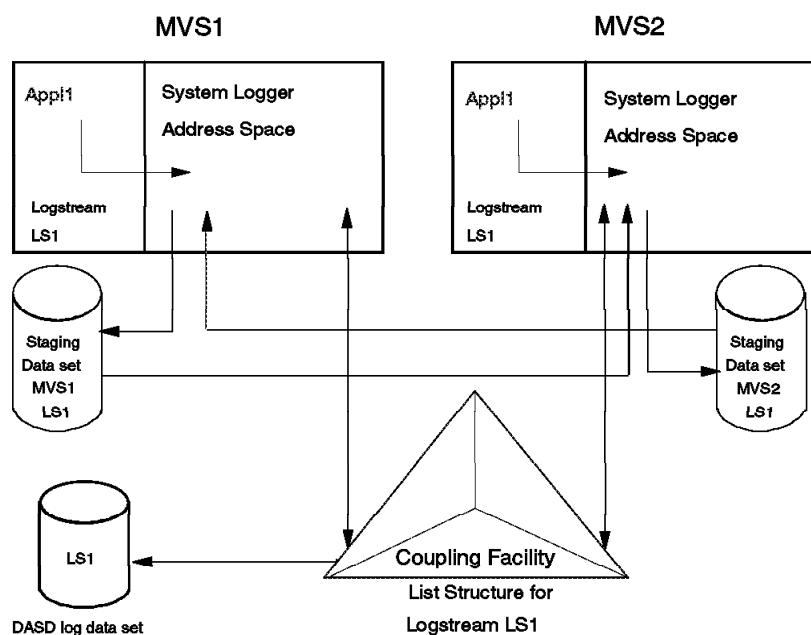 MVS1
MVS2
Appl1
System Logger
Address Space
Logstream
LS1
Appl1
System Logger
Address Space
Logstream
LS1
Staging
Data set
MVS1
LS1
Staging
Data set
MVS2
LS1
LS1
DASD log data set
Coupling Facility
List Structure for
Logstream LS1